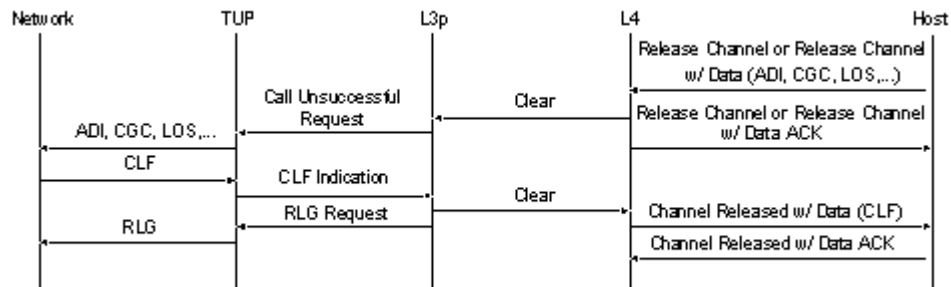 Network TUP L3p L4 Host
Release Channel or Release Channel
w/ Data (ADI, CGC, LOS,...)
Call Unsuccessful
Request
Clear
Release Channel or Release Channel
w/ Data ACK
ADI, CGC, LOS,...
CLF
CLF Indication
Clear
RLG Request
Channel Released w/ Data (CLF)
RLG
Channel Released w/ Data ACK